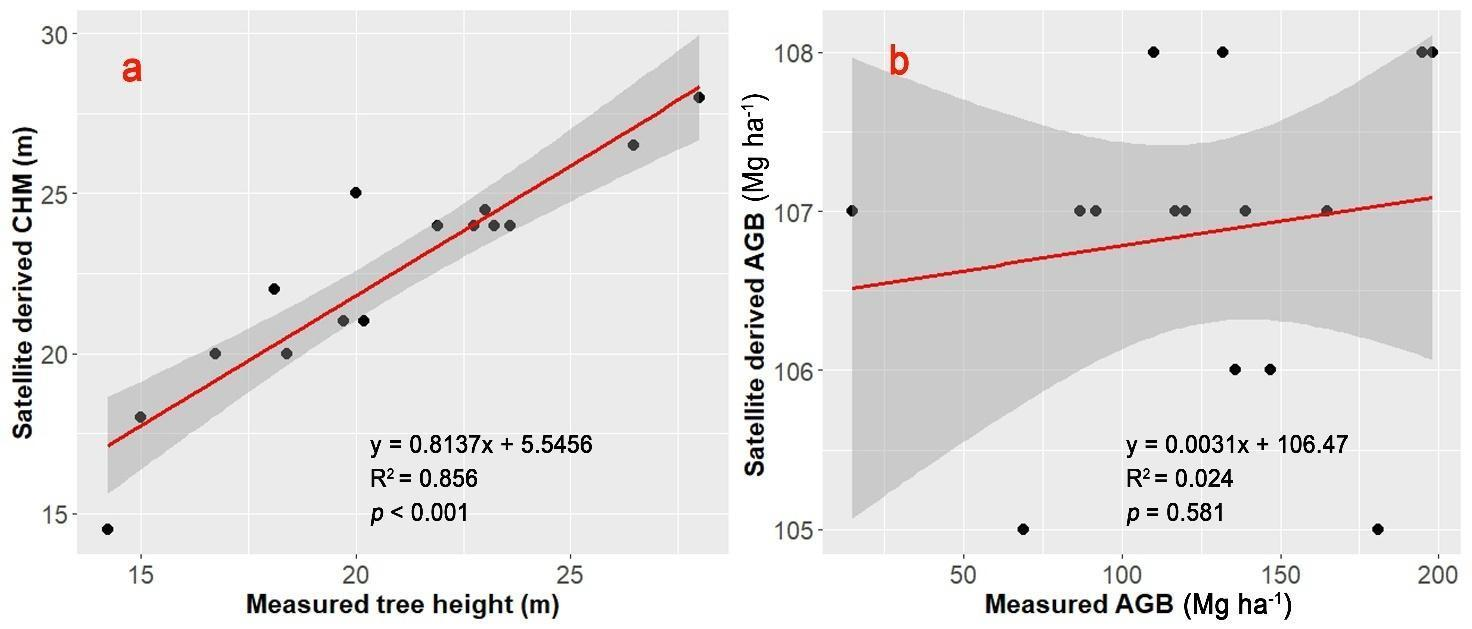 a
30
25
20
15
Satellite derived CHM (m)
y = 0.8137x + 5.5456
R² = 0.856
p < 0.001
15
20
25
Measured tree height (m)
b
108
107
106
105
Satellite derived AGB (Mg ha⁻¹)
y = 0.0031x + 106.47
R² = 0.024
p = 0.581
50
100
150
200
Measured AGB (Mg ha⁻¹)